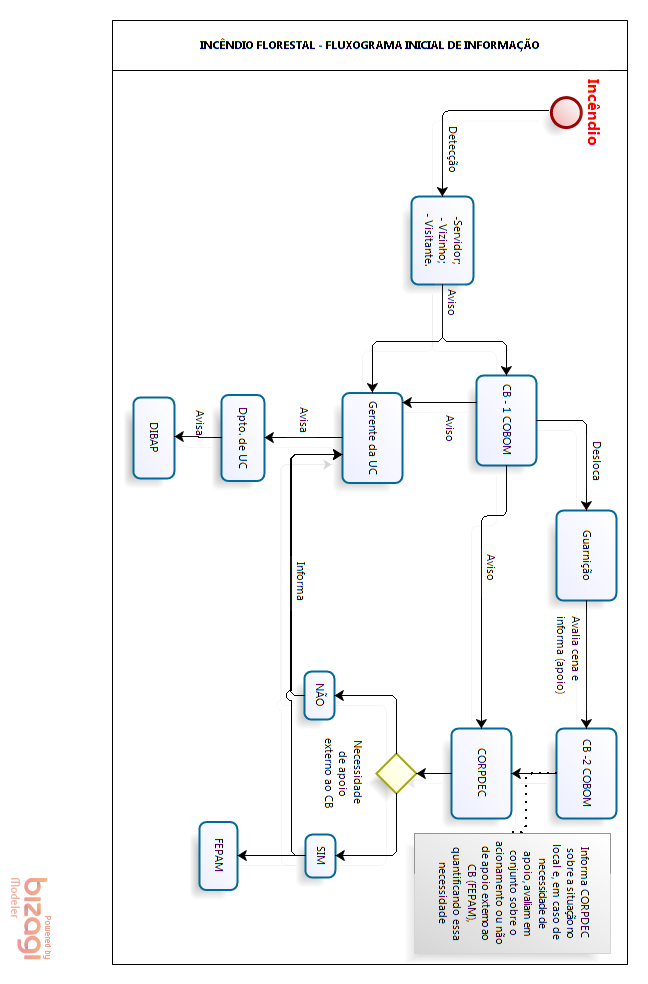 INCÊNDIO FLORESTAL - FLUXOGRAMA INICIAL DE INFORMAÇÃO
Incêndio
Detecção
-Servidor;
- Vizinho;
- Visitante.
Aviso
CB - 1 COBOM
Desloca
Guarnição
Avalia cena e
informa (apoio)
CB -2 COBOM
Aviso
Gerente da UC
Avisa
Dpto. de UC
Avisa
DIBAP
Aviso
CORPDEC
Informa CORPDEC
sobre a situação no
local e, em caso de
necessidade de
apoio,avaliam em
conjunto sobre o
acionamento ou não
de apoio externo ao
CB (FEPAM),
quantificando essa
necessidade
Necessidade
de apoio
externo ao CB
NÃO
SIM
Informa
FEPAM
Powered by
bizagi
Modeler